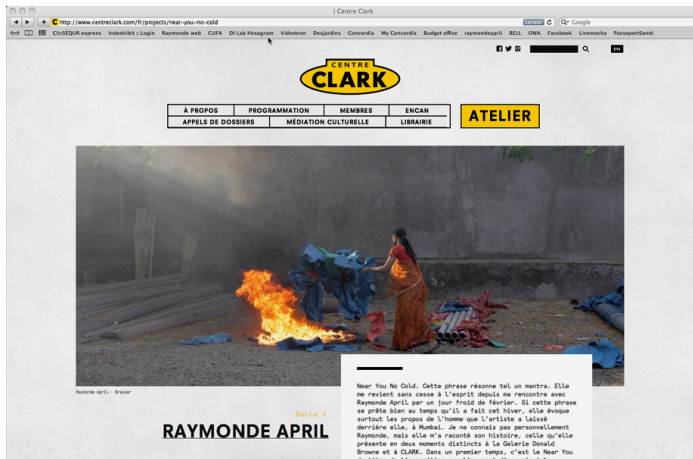 | Centre Clark
http://www.centreclark.com/fr/projects/near-you-no-cold
Lecteur
Google
ClicSÉQUR express Indexhibit :: Login Raymonde web CUFA DI Lab Hexagram Videotron Desjardins Concordia My Concordia Budget office raymondeapril BELL OWA Facebook Livemocha PasseportSanté
EN
CENTRE
CLARK
À PROPOS PROGRAMMATION MEMBRES ENCAN
APPELS DE DOSSIERS MÉDIATION CULTURELLE LIBRAIRIE
ATELIER
Raymonde April - Brasier
Salle 1
RAYMONDE APRIL
Near You No Cold. Cette phrase résonne tel un mantra. Elle
me revient sans cesse à l'esprit depuis ma rencontre avec
Raymonde April par un jour froid de février. Si cette phrase
se prête bien au temps qu'il a fait cet hiver, elle évoque
surtout les propos de l'homme que l'artiste a laissé
derrière elle, à Mumbai. Je ne connais pas personnellement
Raymonde, mais elle m'a raconté son histoire, celle qu'elle
présente en deux moments distincts à la Galerie Donald
Browne et à CLARK. Dans un premier temps, c'est le Near You